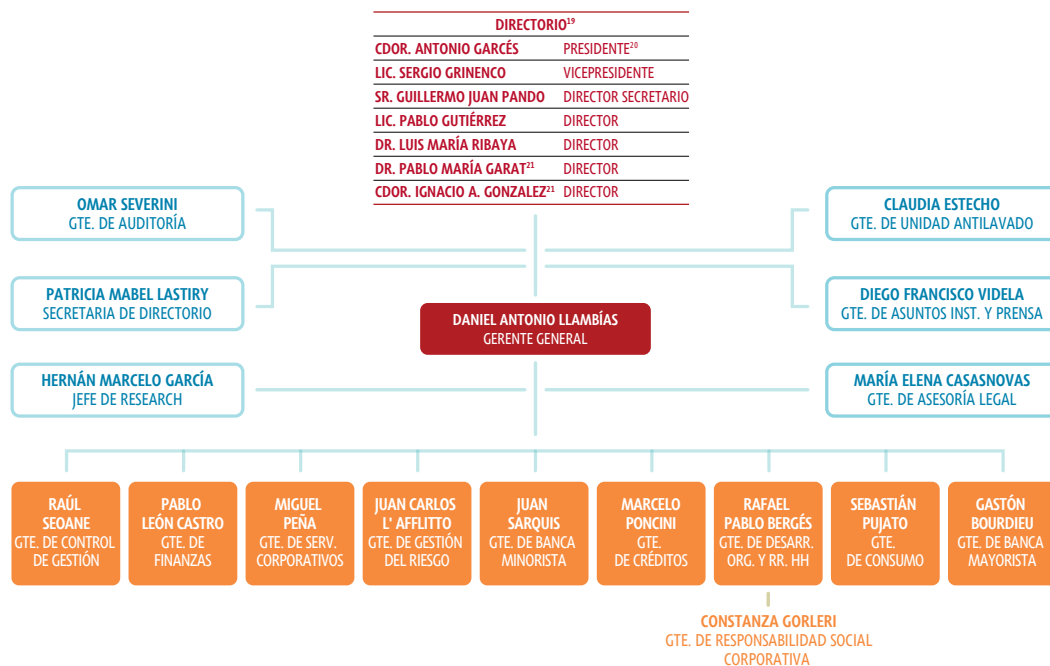 DIRECTORIO19
CDOR. ANTONIO GARCÉS PRESIDENTE20
LIC. SERGIO GRINENCO VICEPRESIDENTE
SR. GUILLERMO JUAN PANDO DIRECTOR SECRETARIO
LIC. PABLO GUTIÉRREZ DIRECTOR
DR. LUIS MARÍA RIBAYA DIRECTOR
DR. PABLO MARÍA GARAT21 DIRECTOR
CDOR. IGNACIO A. GONZALEZ21 DIRECTOR
OMAR SEVERINI
GTE. DE AUDITORÍA
CLAUDIA ESTECHO
GTE. DE UNIDAD ANTILAVADO
PATRICIA MABEL LASTIRY
SECRETARIA DE DIRECTORIO
DIEGO FRANCISCO VIDELA
GTE. DE ASUNTOS INST. Y PRENSA
DANIEL ANTONIO LLAMBÍAS
GERENTE GENERAL
HERNÁN MARCELO GARCÍA
JEFE DE RESEARCH
MARÍA ELENA CASASNOVAS
GTE. DE ASESORÍA LEGAL
RAÚL
SEOANE
GTE. DE CONTROL
DE GESTIÓN
PABLO
LEÓN CASTRO
GTE. DE
FINANZAS
MIGUEL
PEÑA
GTE. DE SERV.
CORPORATIVOS
JUAN CARLOS
L' AFFLITTO
GTE. DE GESTIÓN
DEL RIESGO
JUAN
SARQUIS
GTE. DE BANCA
MINORISTA
MARCELO
PONCINI
GTE.
DE CRÉDITOS
RAFAEL
PABLO BERGÉS
GTE. DE DESARR.
ORG. Y RR. HH
SEBASTIÁN
PUJATO
GTE.
DE CONSUMO
GASTÓN
BOURDIEU
GTE. DE BANCA
MAYORISTA
CONSTANZA GORLERI
GTE. DE RESPONSABILIDAD SOCIAL
CORPORATIVA